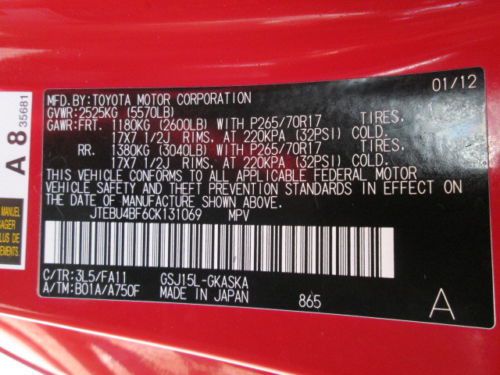 MFD.BY:TOYOTA MOTOR CORPORATION 01/12
GVWR:2525KG (5570LB)
GAWR:FRT. 1180KG (2600LB) WITH P265/70R17 TIRES,
17X7 1/2J RIMS, AT 220KPA (32PSI) COLD.
RR. 1380KG (3040LB) WITH P265/70R17 TIRES,
17X7 1/2J RIMS, AT 220KPA (32PSI) COLD.
THIS VEHICLE CONFORMS TO ALL APPLICABLE FEDERAL MOTOR
VEHICLE SAFETY AND THEFT PREVENTION STANDARDS IN EFFECT ON
THE DATE OF MANUFACTURE SHOWN ABOVE.
JTEBU4BF6CK131069 MPV
C/TR:3L5/FA11 GSJ15L-GKASKA
A/TM:B01A/A750F MADE IN JAPAN 865 A
A 8
35681
MANUEL